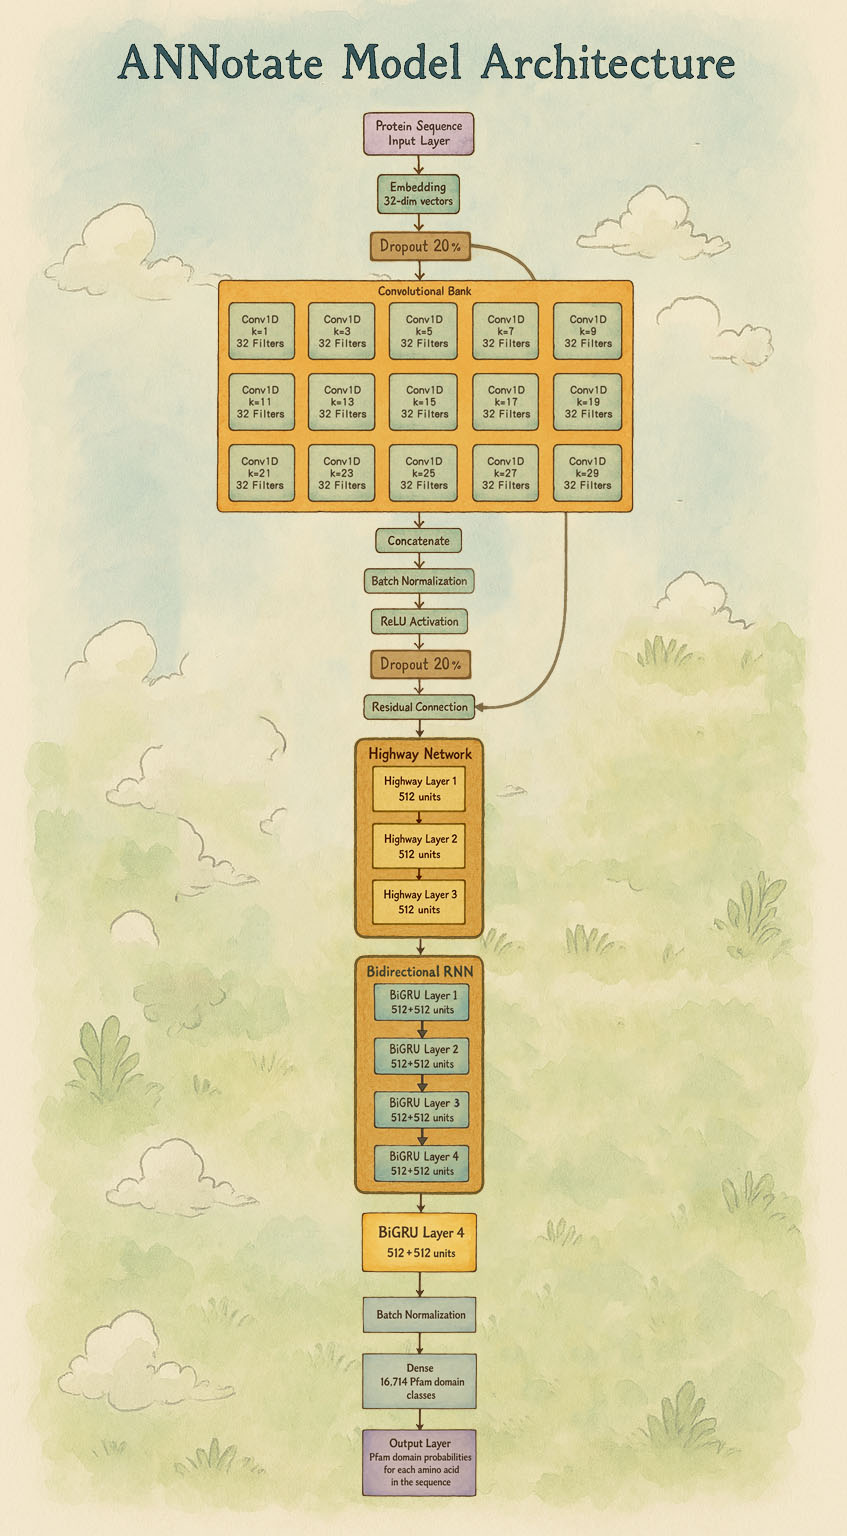 ANNotate Model Architecture
Protein Sequence
Input Layer
Embedding
32-dim vectors
Dropout 20%
Convolutional Bank
Conv1D
k=1
32 Filters
Conv1D
k=3
32 Filters
Conv1D
k=5
32 Filters
Conv1D
k=7
32 Filters
Conv1D
k=9
32 Filters
Conv1D
k=11
32 Filters
Conv1D
k=13
32 Filters
Conv1D
k=15
32 Filters
Conv1D
k=17
32 Filters
Conv1D
k=19
32 Filters
Conv1D
k=21
32 Filters
Conv1D
k=23
32 Filters
Conv1D
k=25
32 Filters
Conv1D
k=27
32 Filters
Conv1D
k=29
32 Filters
Concatenate
Batch Normalization
ReLU Activation
Dropout 20%
Residual Connection
Highway Network
Highway Layer 1
512 units
Highway Layer 2
512 units
Highway Layer 3
512 units
Bidirectional RNN
BiGRU Layer 1
512+512 units
BiGRU Layer 2
512+512 units
BiGRU Layer 3
512+512 units
BiGRU Layer 4
512+512 units
BiGRU Layer 4
512+512 units
Batch Normalization
Dense
16,714 Pfam domain
classes
Output Layer
Pfam domain probabilities
for each amino acid
in the sequence